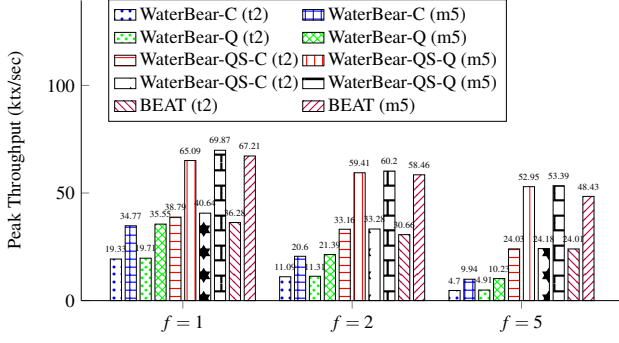 WaterBear-C (t2) WaterBear-C (m5)
WaterBear-Q (t2) WaterBear-Q (m5)
WaterBear-QS-C (t2) WaterBear-QS-Q (m5)
WaterBear-QS-C (t2) WaterBear-QS-Q (m5)
BEAT (t2) BEAT (m5)
Peak Throughput (ktx/sec)
100
50
0
19.33 34.77 19.71 35.55 38.79 65.09 40.64 69.87 36.28 67.21
11.09 20.6 11.31 21.39 33.16 59.41 33.28 60.2 30.66 58.46
4.7 9.94 4.91 10.23 24.03 52.95 24.18 53.39 24.01 48.43
f = 1 f = 2 f = 5